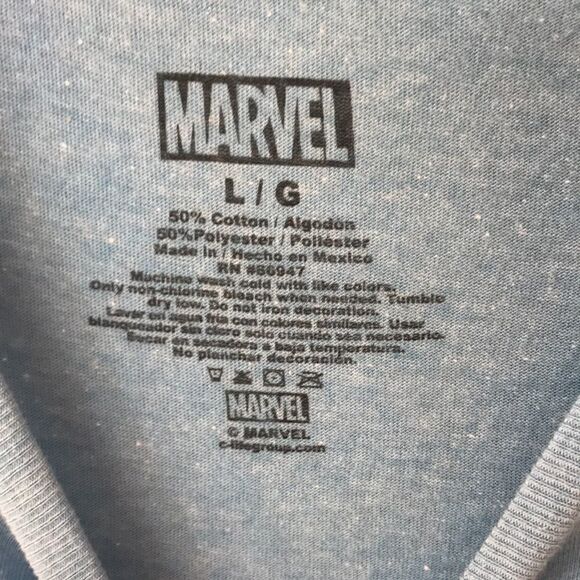 MARVEL
L / G
50% Cotton / Algodón
50%Polyester / Poliéster
Made in / Hecho en Mexico
RN #86947
Machine wash cold with like colors.
Only non-chlorine bleach when needed. Tumble
dry low. Do not iron decoration.
Lavar en agua fria con colores similares. Usar
blanqueador sin cloro solo cuando sea necesario.
Secar en secadora a baja temperatura.
No planchar decoración.
MARVEL
© MARVEL
c-lifegroup.com